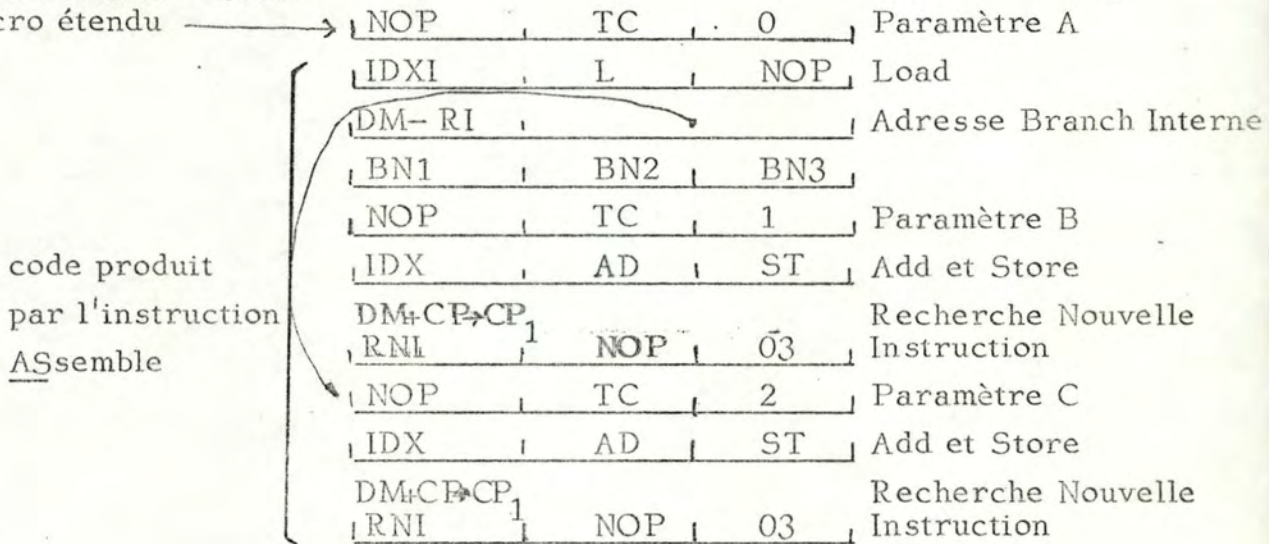 cro étendu NOP TC . 0 Paramètre A
IDXI L NOP Load
DM- RI Adresse Branch Interne
BN1 BN2 BN3
NOP TC 1 Paramètre B
code produit IDX AD ST Add et Store
par l'instruction DM+CP→CP1 Recherche Nouvelle
ASsemble RNI NOP 03 Instruction
NOP TC 2 Paramètre C
IDX AD ST Add et Store
DM+CP→CP1 Recherche Nouvelle
RNI NOP 03 Instruction